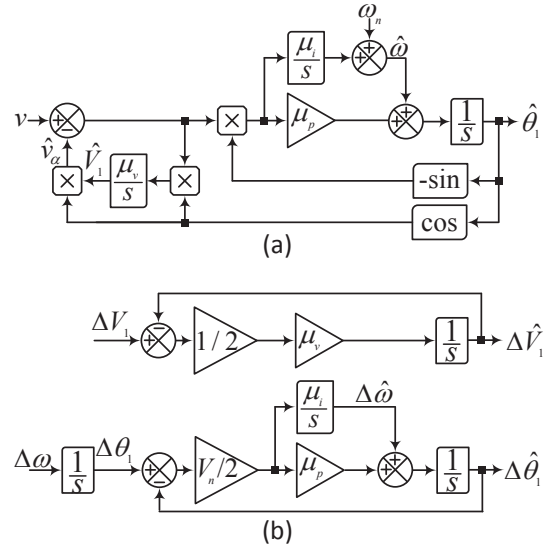 ω_n
μ_i/s
+ +
ω̂
v
+ −
×
μ_p
+ +
1/s
θ̂_1
v̂_α
V̂_1
×
μ_v/s
×
-sin
cos
(a)
ΔV_1
+ −
1/2
μ_v
1/s
ΔV̂_1
μ_i/s
Δω̂
Δω
1/s
Δθ_1
+ −
V_n/2
μ_p
+ +
1/s
Δθ̂_1
(b)